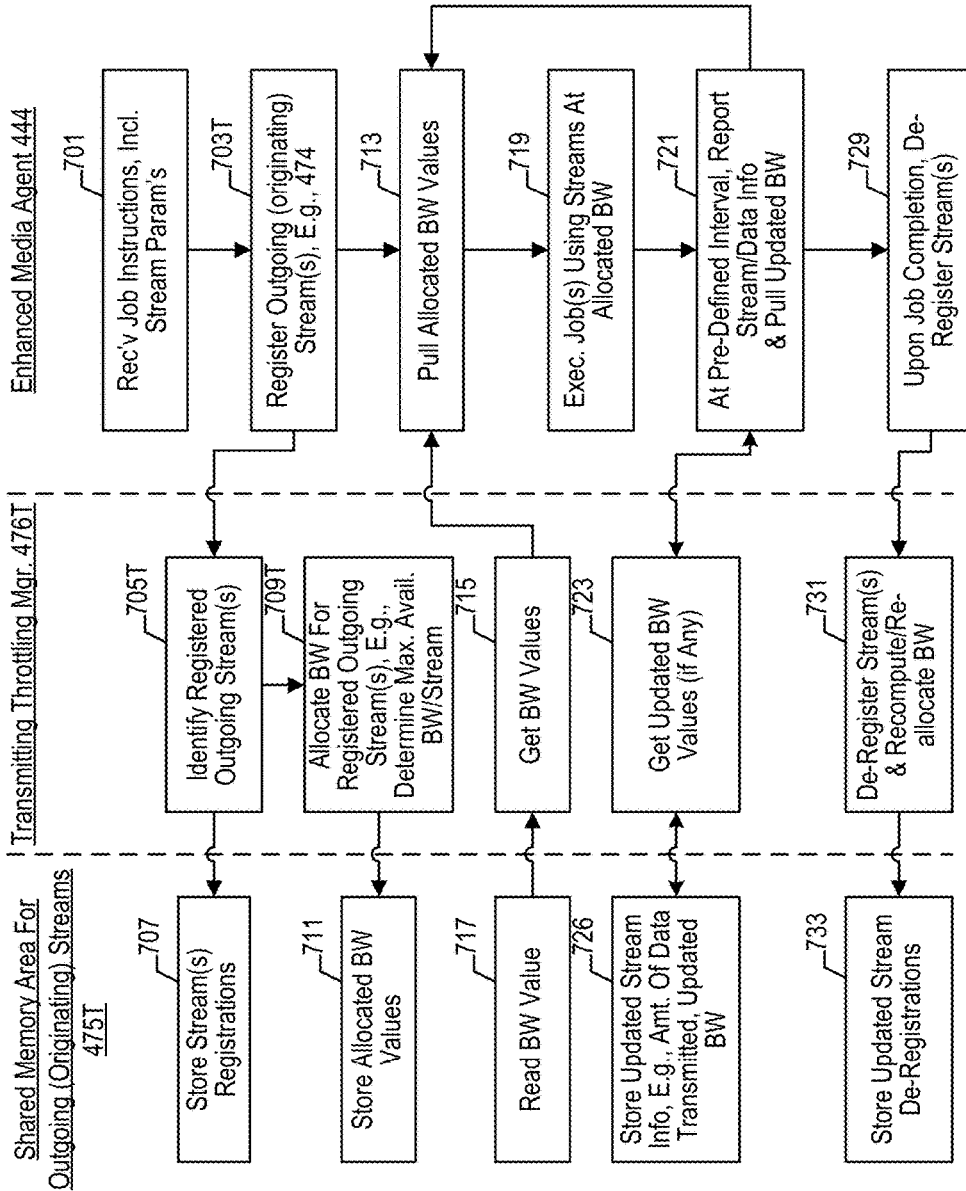 Shared Memory Area For
Outgoing (Originating) Streams
475T
Transmitting Throttling Mgr. 476T
Enhanced Media Agent 444
701
Rec'v Job Instructions, Incl.
Stream Param's
707
Store Stream(s)
Registrations
705T
Identify Registered
Outgoing Stream(s)
703T
Register Outgoing (originating)
Stream(s), E.g., 474
711
Store Allocated BW
Values
709T
Allocate BW For
Registered Outgoing
Stream(s), E.g.,
Determine Max. Avail.
BW/Stream
713
Pull Allocated BW Values
717
Read BW Value
715
Get BW Values
719
Exec. Job(s) Using Streams At
Allocated BW
726
Store Updated Stream
Info, E.g., Amt. Of Data
Transmitted, Updated
BW
723
Get Updated BW
Values (if Any)
721
At Pre-Defined Interval, Report
Stream/Data Info
& Pull Updated BW
733
Store Updated Stream
De-Registrations
731
De-Register Stream(s)
& Recompute/Re-
allocate BW
729
Upon Job Completion, De-
Register Stream(s)